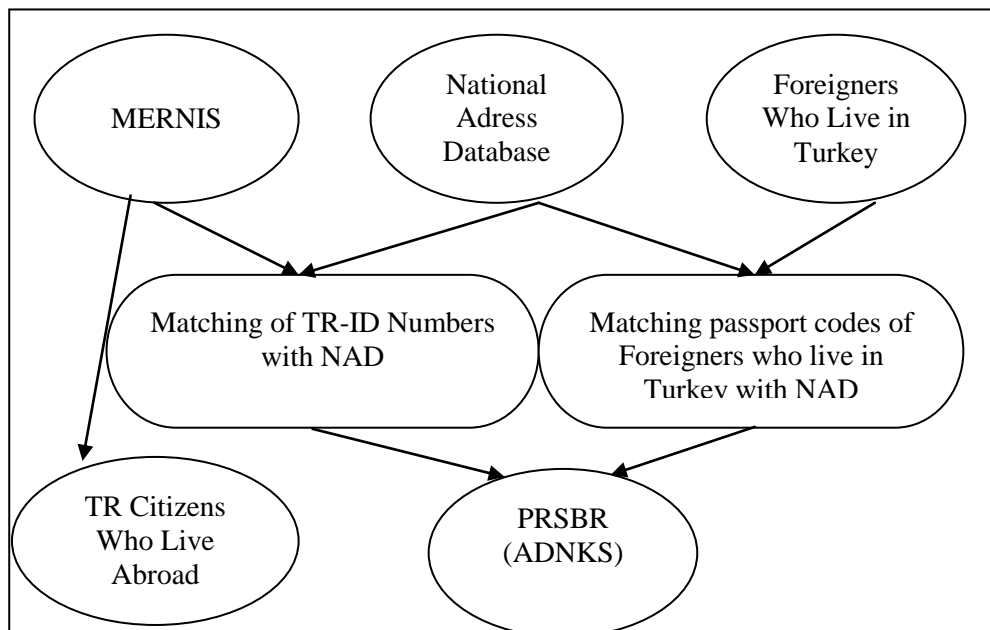 MERNIS
National
Adress
Database
Foreigners
Who Live in
Turkey
Matching of TR-ID Numbers
with NAD
Matching passport codes of
Foreigners who live in
Turkey with NAD
TR Citizens
Who Live
Abroad
PRSBR
(ADNKS)